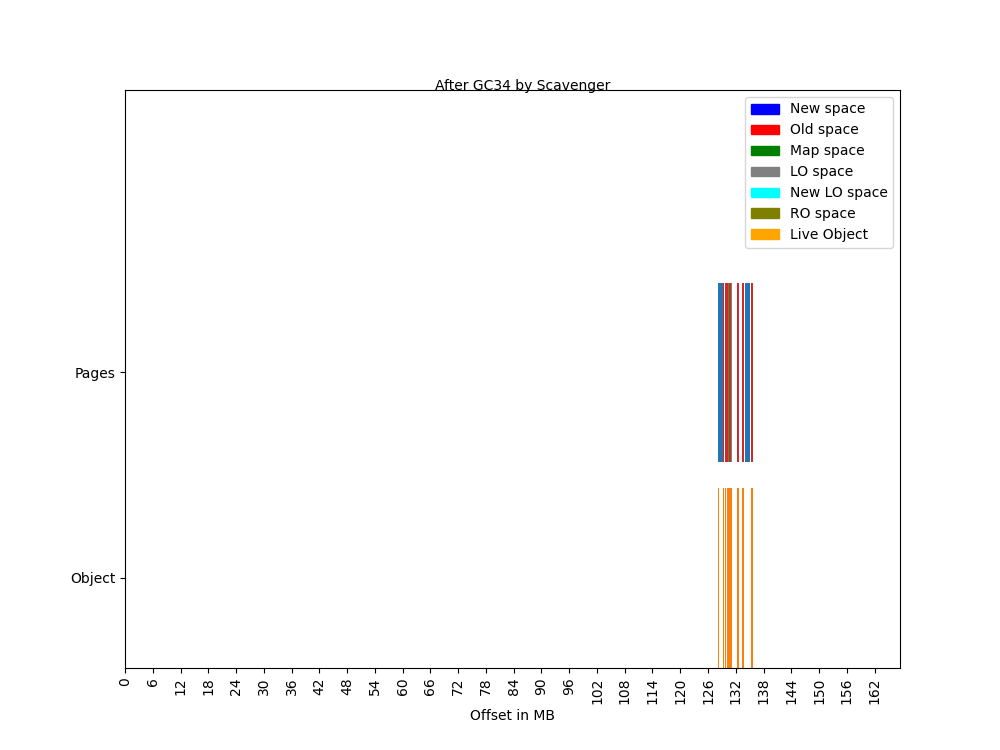 After GC34 by Scavenger
New space
Old space
Map space
LO space
New LO space
RO space
Live Object
Pages
Object
0 6 12 18 24 30 36 42 48 54 60 66 72 78 84 90 96 102 108 114 120 126 132 138 144 150 156 162
Offset in MB